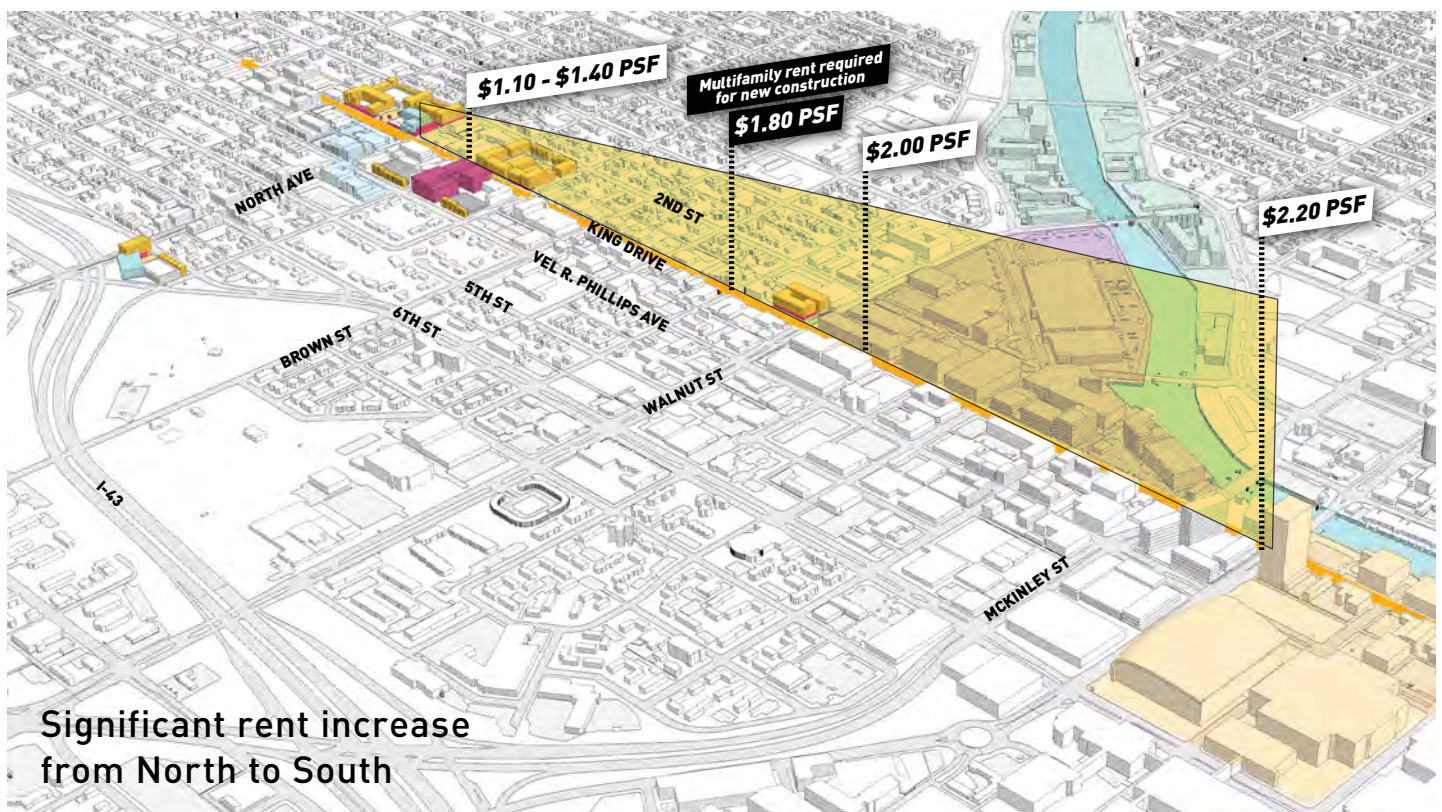 $1.10 - $1.40 PSF
Multifamily rent required
for new construction
$1.80 PSF
$2.00 PSF
$2.20 PSF
NORTH AVE
2ND ST
KING DRIVE
VEL R. PHILLIPS AVE
5TH ST
6TH ST
BROWN ST
WALNUT ST
I-43
MCKINLEY ST
Significant rent increase
from North to South